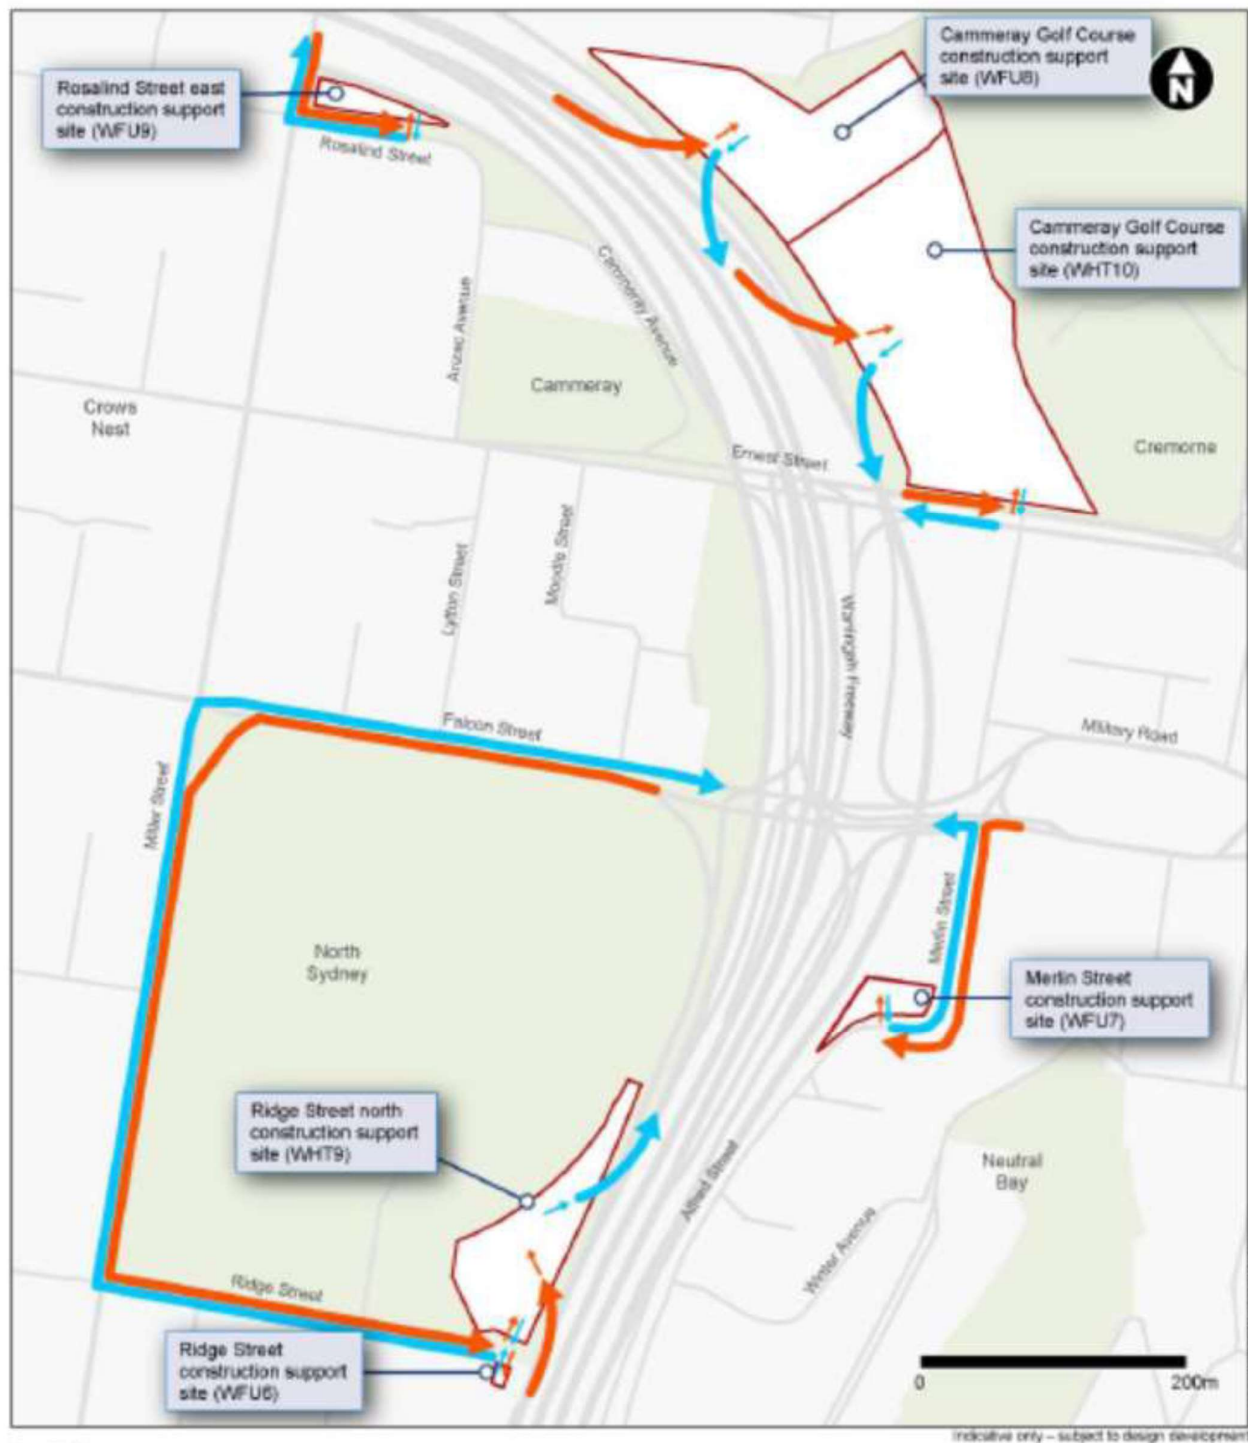 Cammeray Golf Course
construction support
site (WFU8)
N
Rosalind Street east
construction support
site (WFU9)
Rosalind Street
Cammeray Golf Course
construction support
site (WHT10)
Cammeray Avenue
Anzac Avenue
Cammeray
Crows
Nest
Ernest Street
Cremorne
Moodie Street
Lytton Street
Warringah Freeway
Falcon Street
Military Road
Miller Street
Merlin Street
North
Sydney
Merlin Street
construction support
site (WFU7)
Ridge Street north
construction support
site (WHT9)
Alfred Street
Neutral
Bay
Winter Avenue
Ridge Street
Ridge Street
construction support
site (WFU6)
0
200m
Indicative only – subject to design development